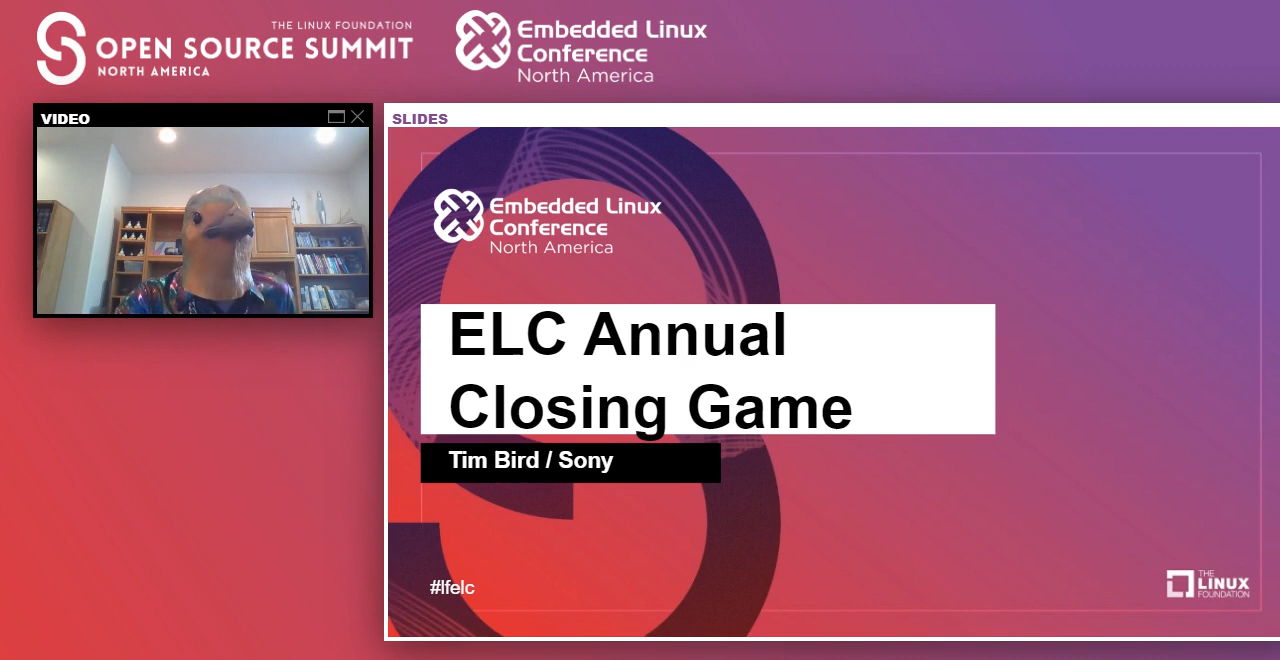 THE LINUX FOUNDATION
OPEN SOURCE SUMMIT
NORTH AMERICA
Embedded Linux
Conference
North America
VIDEO
SLIDES
Embedded Linux
Conference
North America
ELC Annual
Closing Game
Tim Bird / Sony
#lfelc
THE
LINUX
FOUNDATION